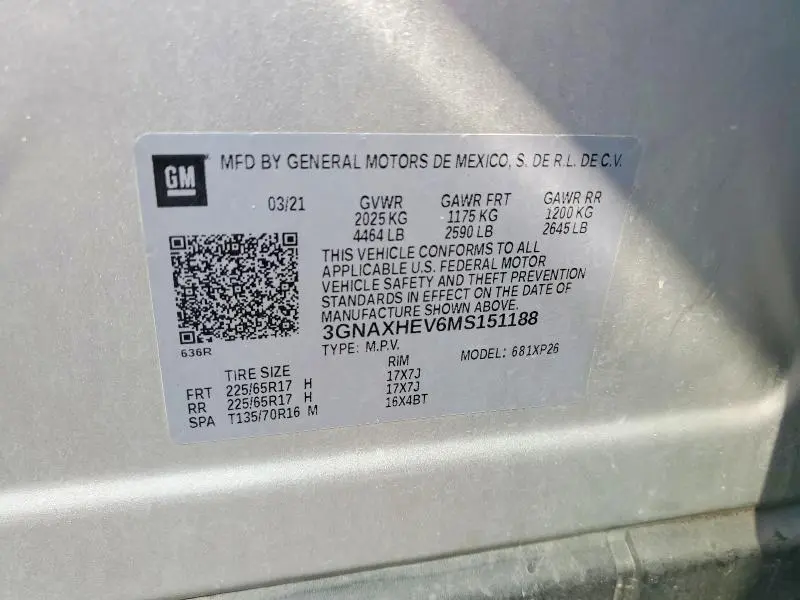 GM MFD BY GENERAL MOTORS DE MEXICO, S. DE R.L. DE C.V.
03/21 GVWR GAWR FRT GAWR RR
2025 KG 1175 KG 1200 KG
4464 LB 2590 LB 2645 LB
THIS VEHICLE CONFORMS TO ALL
APPLICABLE U.S. FEDERAL MOTOR
VEHICLE SAFETY AND THEFT PREVENTION
STANDARDS IN EFFECT ON THE DATE OF
MANUFACTURE SHOWN ABOVE.
3GNAXHEV6MS151188
636R TYPE: M.P.V. MODEL: 681XP26
TIRE SIZE RIM
FRT 225/65R17 H 17X7J
RR 225/65R17 H 17X7J
SPA T135/70R16 M 16X4BT